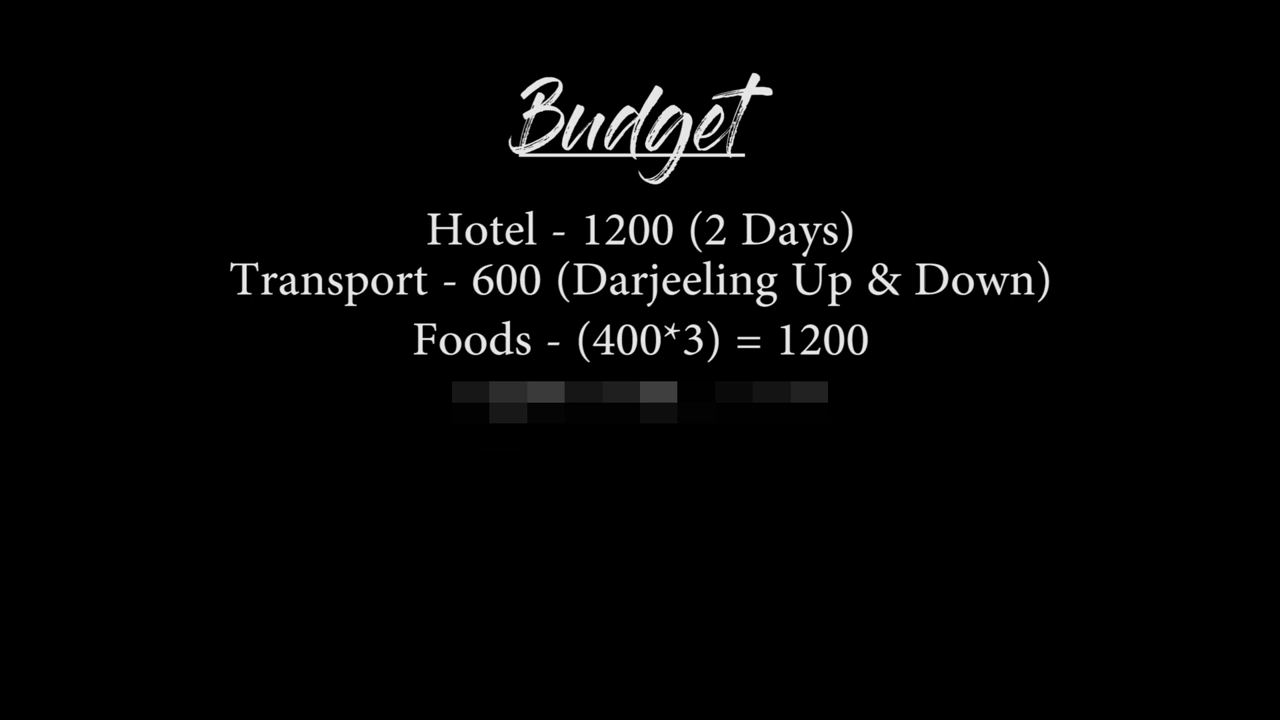 Budget
Hotel - 1200 (2 Days)
Transport - 600 (Darjeeling Up & Down)
Foods - (400*3) = 1200